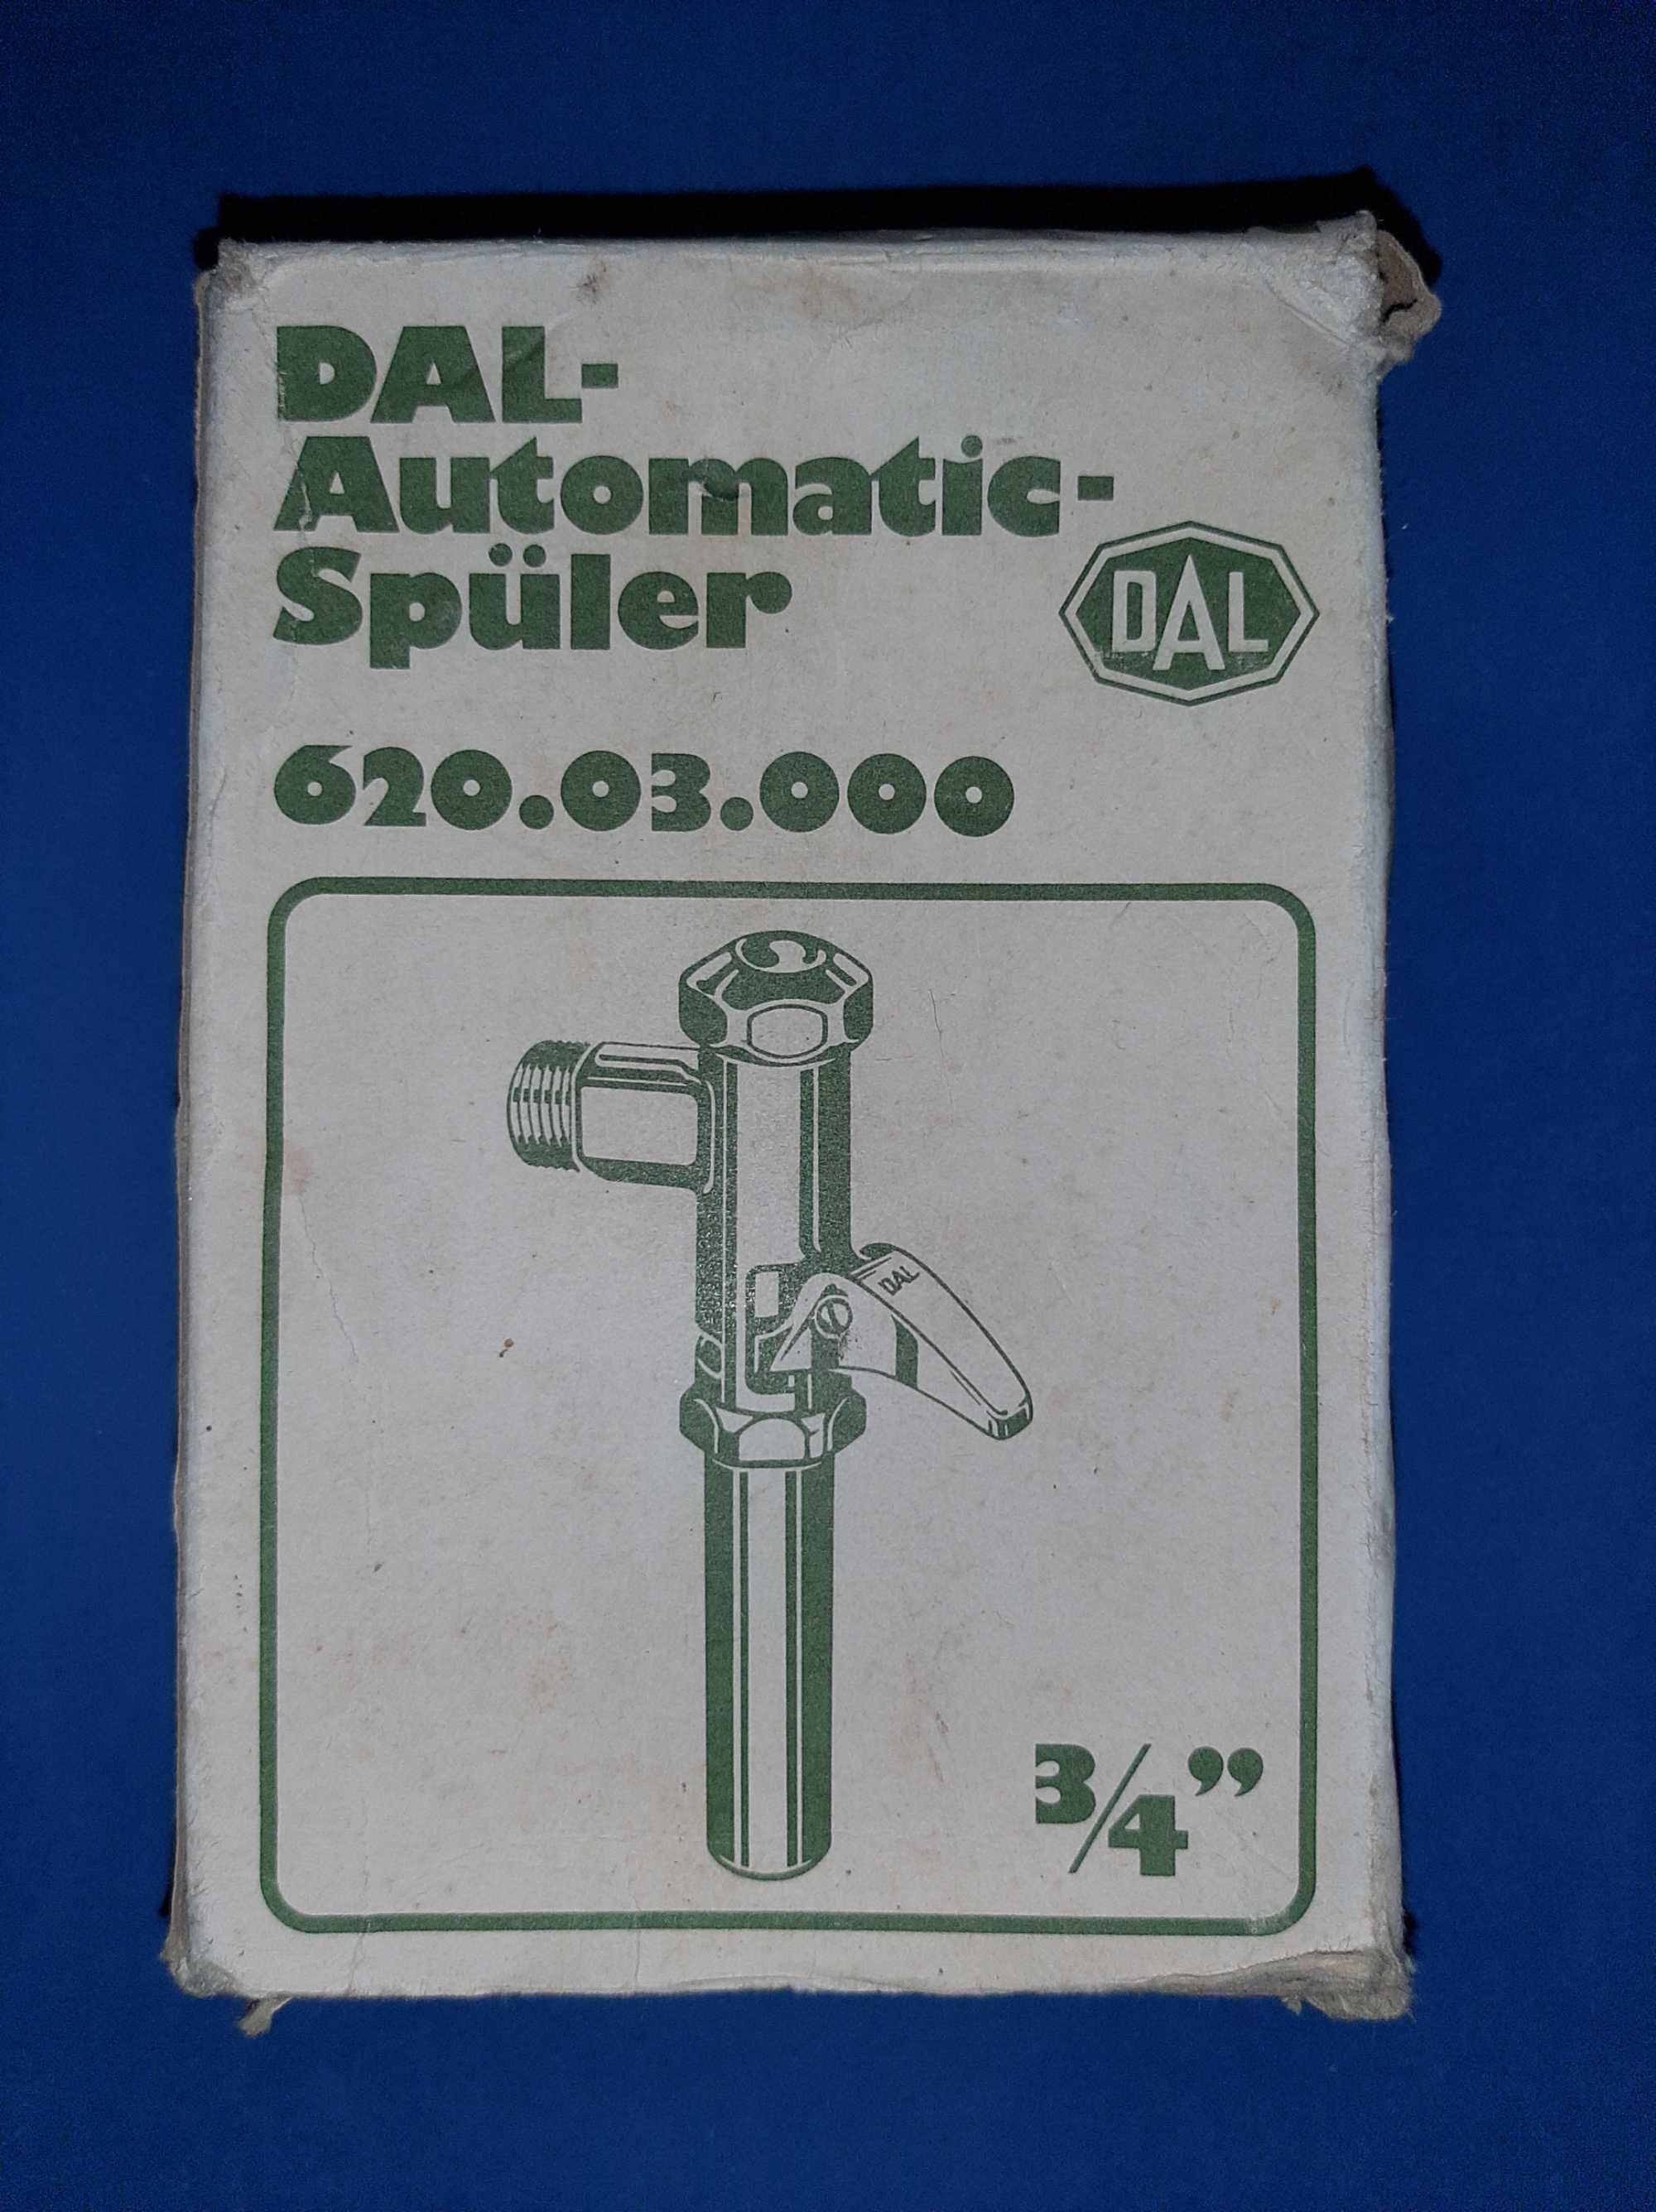 DAL-
Automatic-
Spüler
DAL
620.03.000
DAL
3/4”